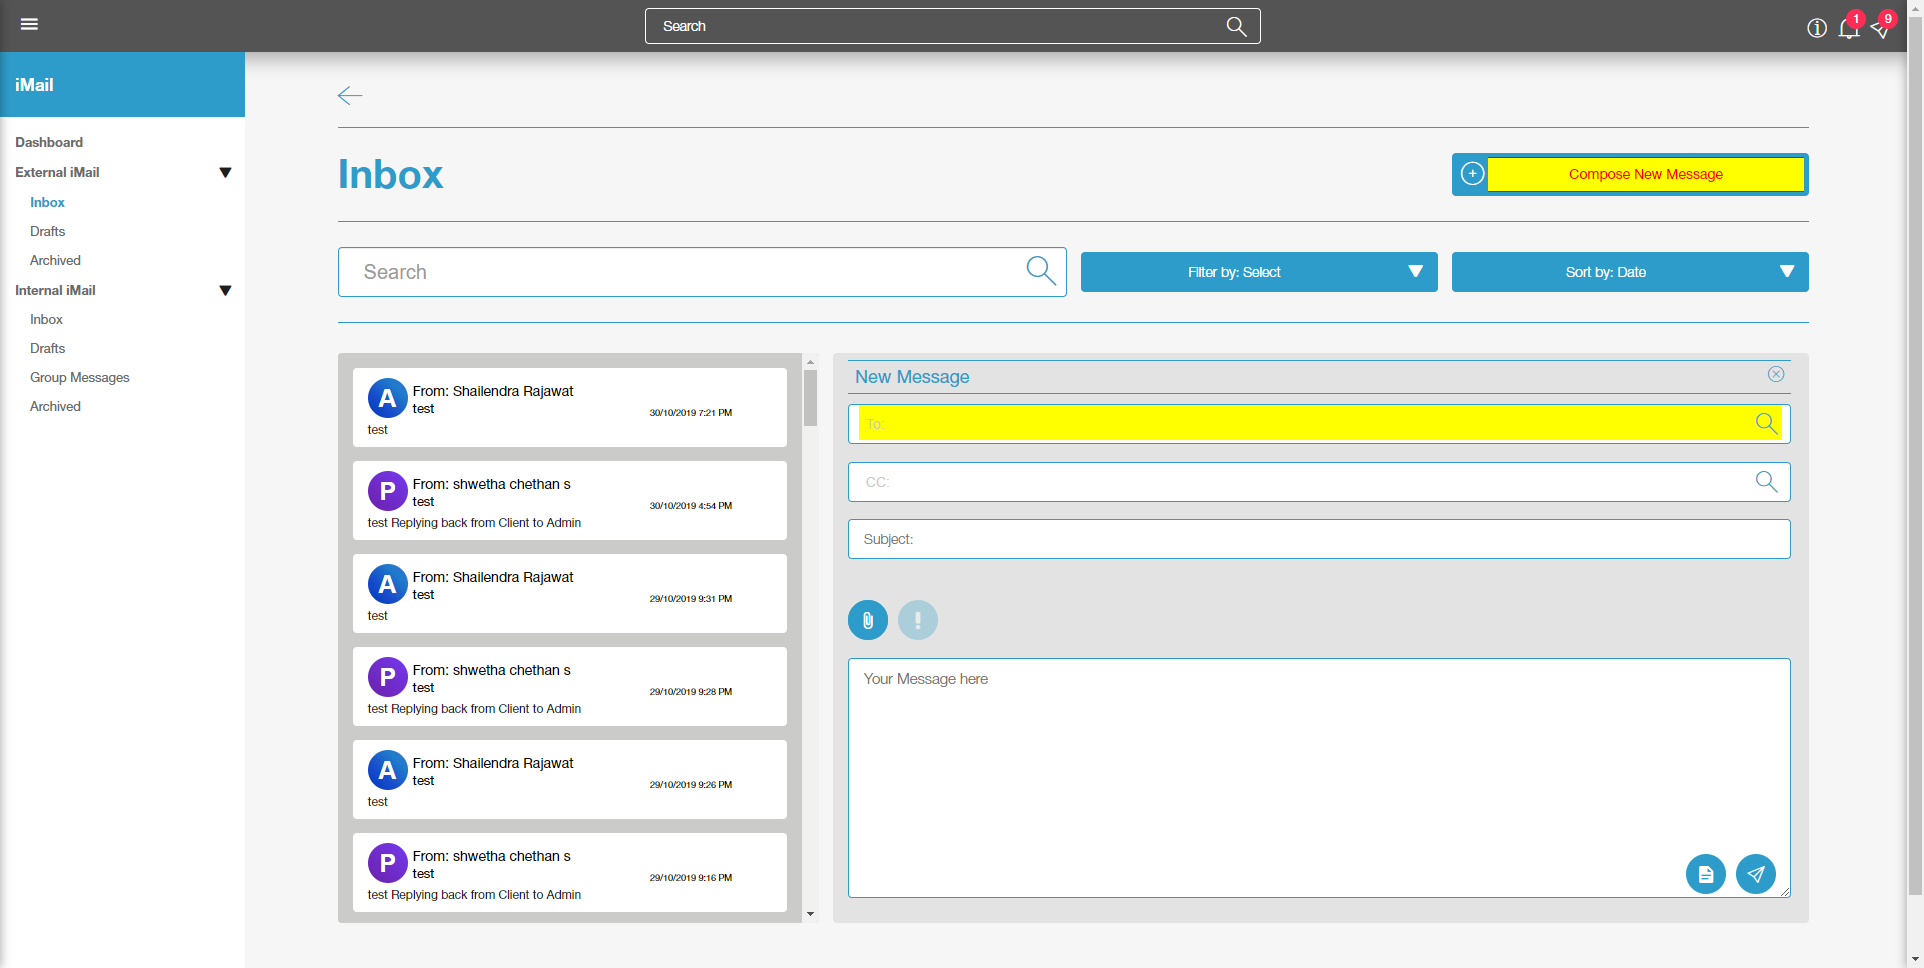 Search
1
9
iMail
Dashboard
External iMail
Inbox
Drafts
Archived
Internal iMail
Inbox
Drafts
Group Messages
Archived
Inbox
Compose New Message
Search
Filter by: Select
Sort by: Date
A
From: Shailendra Rajawat
test
30/10/2019 7:21 PM
test
P
From: shwetha chethan s
test
30/10/2019 4:54 PM
test Replying back from Client to Admin
A
From: Shailendra Rajawat
test
29/10/2019 9:31 PM
test
P
From: shwetha chethan s
test
29/10/2019 9:28 PM
test Replying back from Client to Admin
A
From: Shailendra Rajawat
test
29/10/2019 9:26 PM
test
P
From: shwetha chethan s
test
29/10/2019 9:16 PM
test Replying back from Client to Admin
New Message
To:
CC:
Subject:
Your Message here